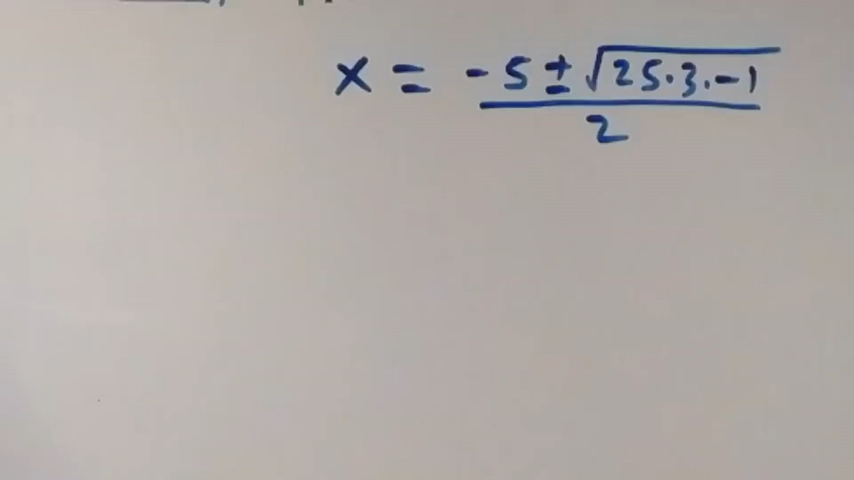 x = -5 ± √25·3·-1
2